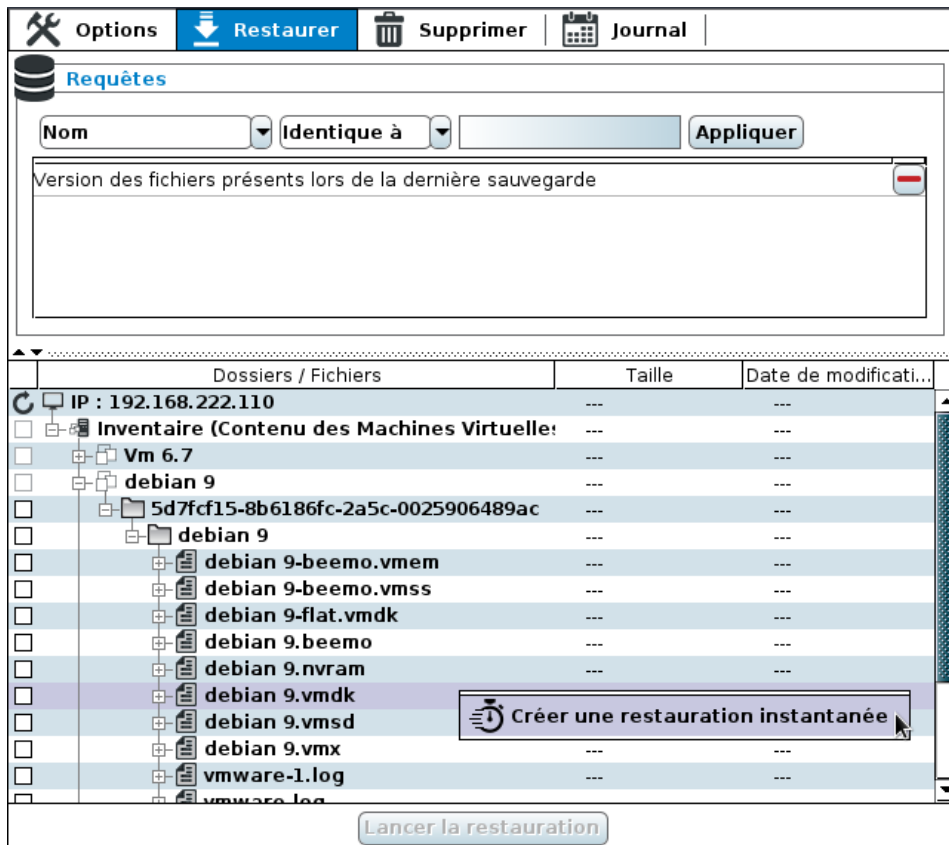 Options Restaurer Supprimer Journal
Requêtes
Nom Identique à Appliquer
Version des fichiers présents lors de la dernière sauvegarde
Dossiers / Fichiers Taille Date de modificati...
IP : 192.168.222.110 --- ---
Inventaire (Contenu des Machines Virtuelles --- ---
Vm 6.7 --- ---
debian 9 --- ---
5d7fcf15-8b6186fc-2a5c-0025906489ac --- ---
debian 9 --- ---
debian 9-beemo.vmem --- ---
debian 9-beemo.vmss --- ---
debian 9-flat.vmdk --- ---
debian 9.beemo --- ---
debian 9.nvram --- ---
debian 9.vmdk
debian 9.vmsd
Créer une restauration instantanée
debian 9.vmx --- ---
vmware-1.log --- ---
vmware.log
Lancer la restauration